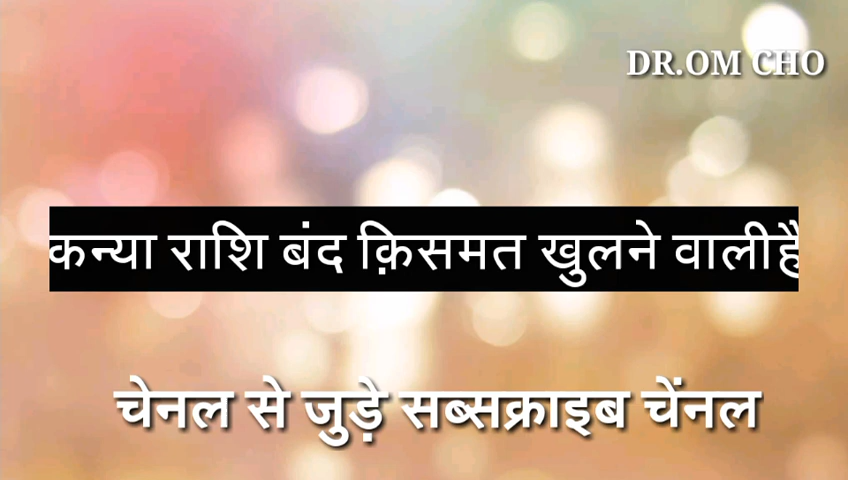 DR.OM CHO
कन्या राशि बंद क़िसमत खुलने वालीहै
चेनल से जुड़े सब्सक्राइब चेंनल